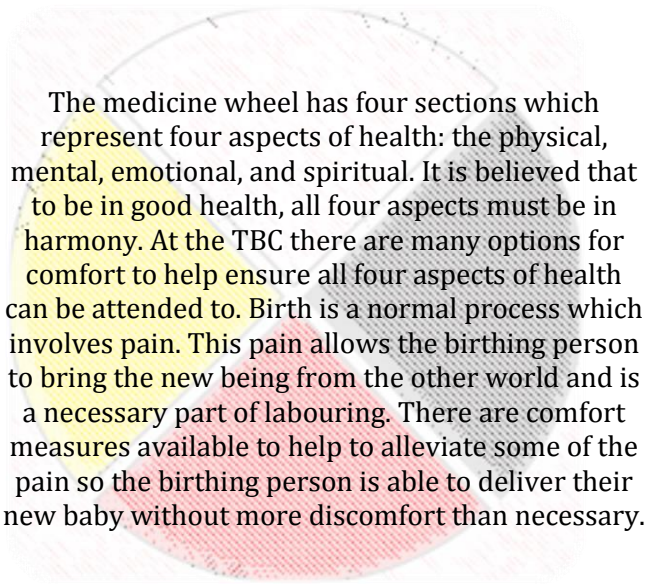 The medicine wheel has four sections which
represent four aspects of health: the physical,
mental, emotional, and spiritual. It is believed that
to be in good health, all four aspects must be in
harmony. At the TBC there are many options for
comfort to help ensure all four aspects of health
can be attended to. Birth is a normal process which
involves pain. This pain allows the birthing person
to bring the new being from the other world and is
a necessary part of labouring. There are comfort
measures available to help to alleviate some of the
pain so the birthing person is able to deliver their
new baby without more discomfort than necessary.